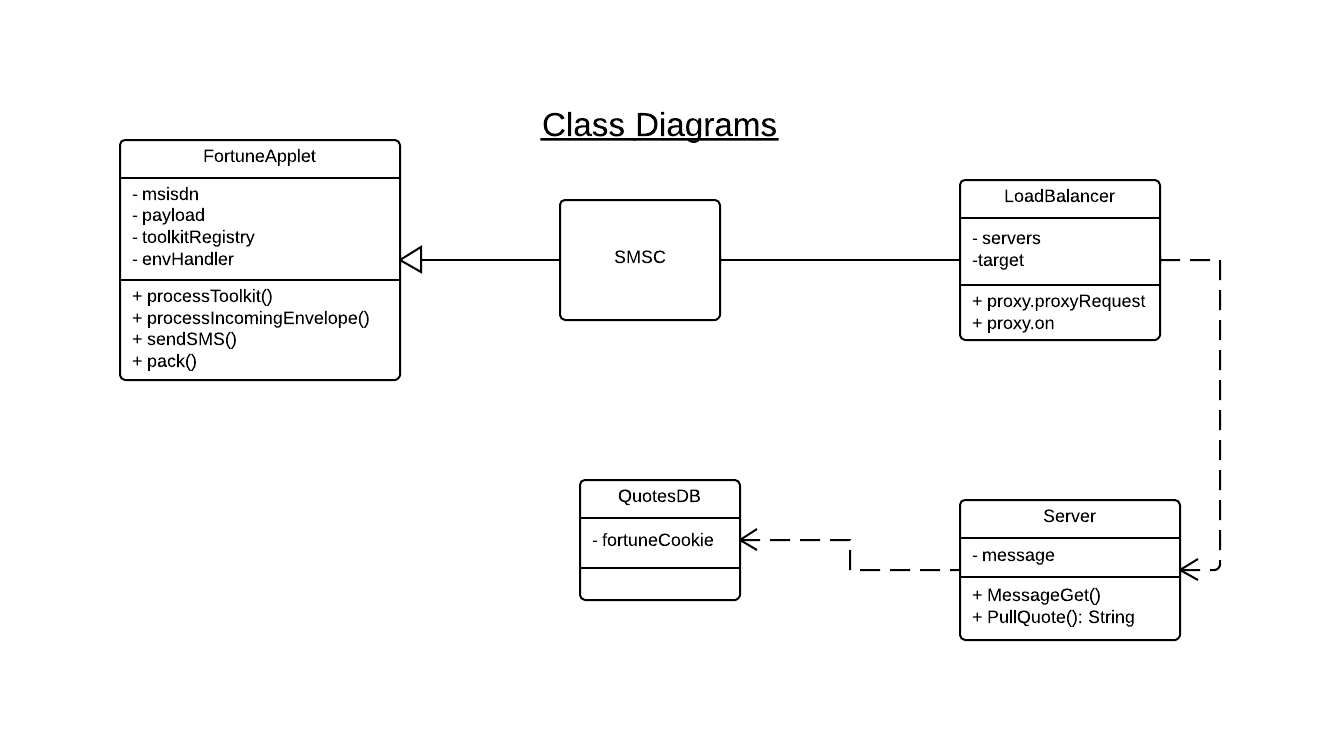 Class Diagrams
FortuneApplet
- msisdn
- payload
- toolkitRegistry
- envHandler
+ processToolkit()
+ processIncomingEnvelope()
+ sendSMS()
+ pack()
SMSC
LoadBalancer
- servers
-target
+ proxy.proxyRequest
+ proxy.on
QuotesDB
- fortuneCookie
Server
- message
+ MessageGet()
+ PullQuote(): String